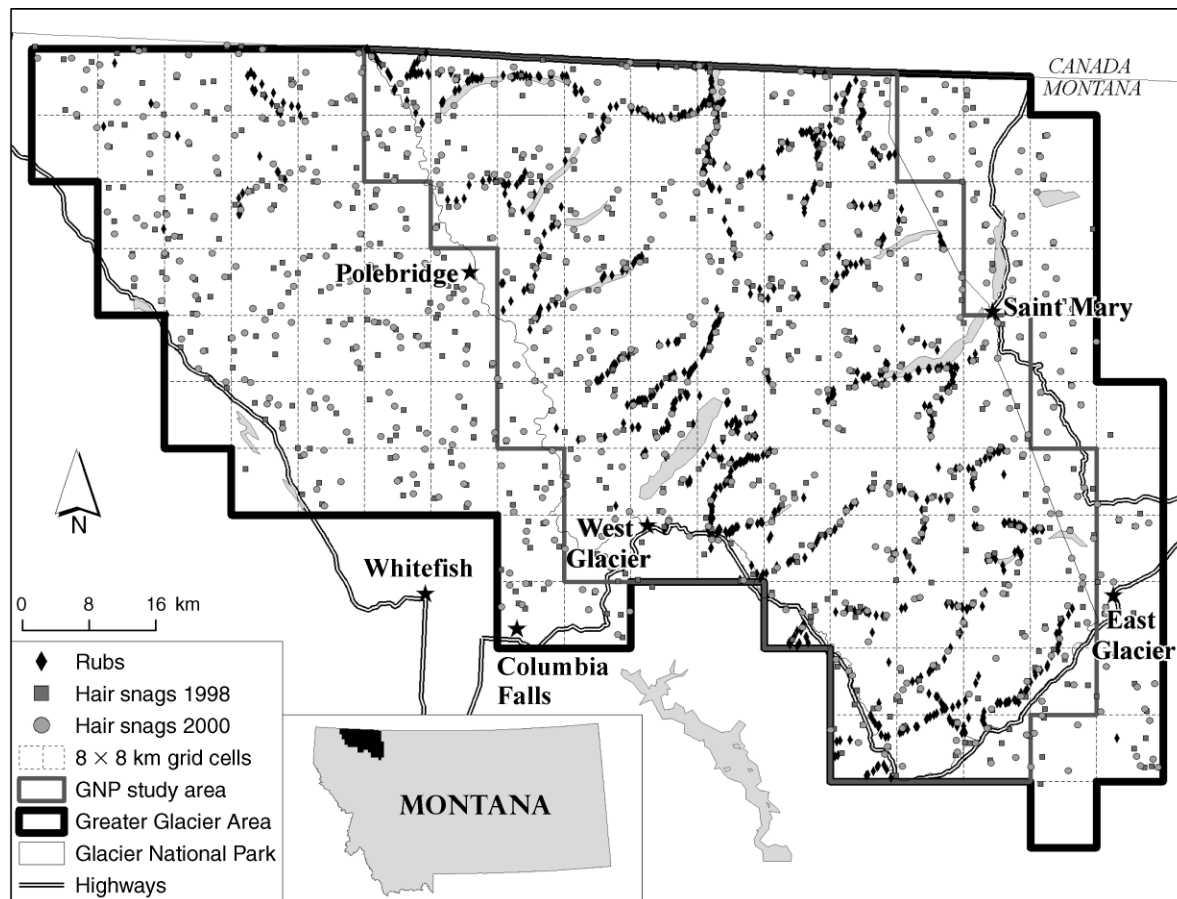 CANADA
MONTANA
Polebridge
Saint Mary
West
Glacier
Whitefish
East
Glacier
Columbia
Falls
N
0 8 16 km
Rubs
Hair snags 1998
Hair snags 2000
8 × 8 km grid cells
GNP study area
Greater Glacier Area
Glacier National Park
Highways
MONTANA